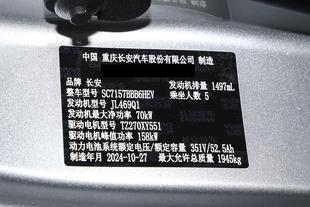 中国 重庆长安汽车股份有限公司 制造
品牌 长安 发动机排量 1497mL
整车型号 SC7157BBB6HEV 乘坐人数 5
发动机型号 JL469Q1
发动机最大净功率 70kW
驱动电机型号 TZ270XY551
驱动电机峰值功率 158kW
动力电池系统额定电压/额定容量 351V/52.5Ah
制造年月 2024-10-27 最大允许总质量 1945kg